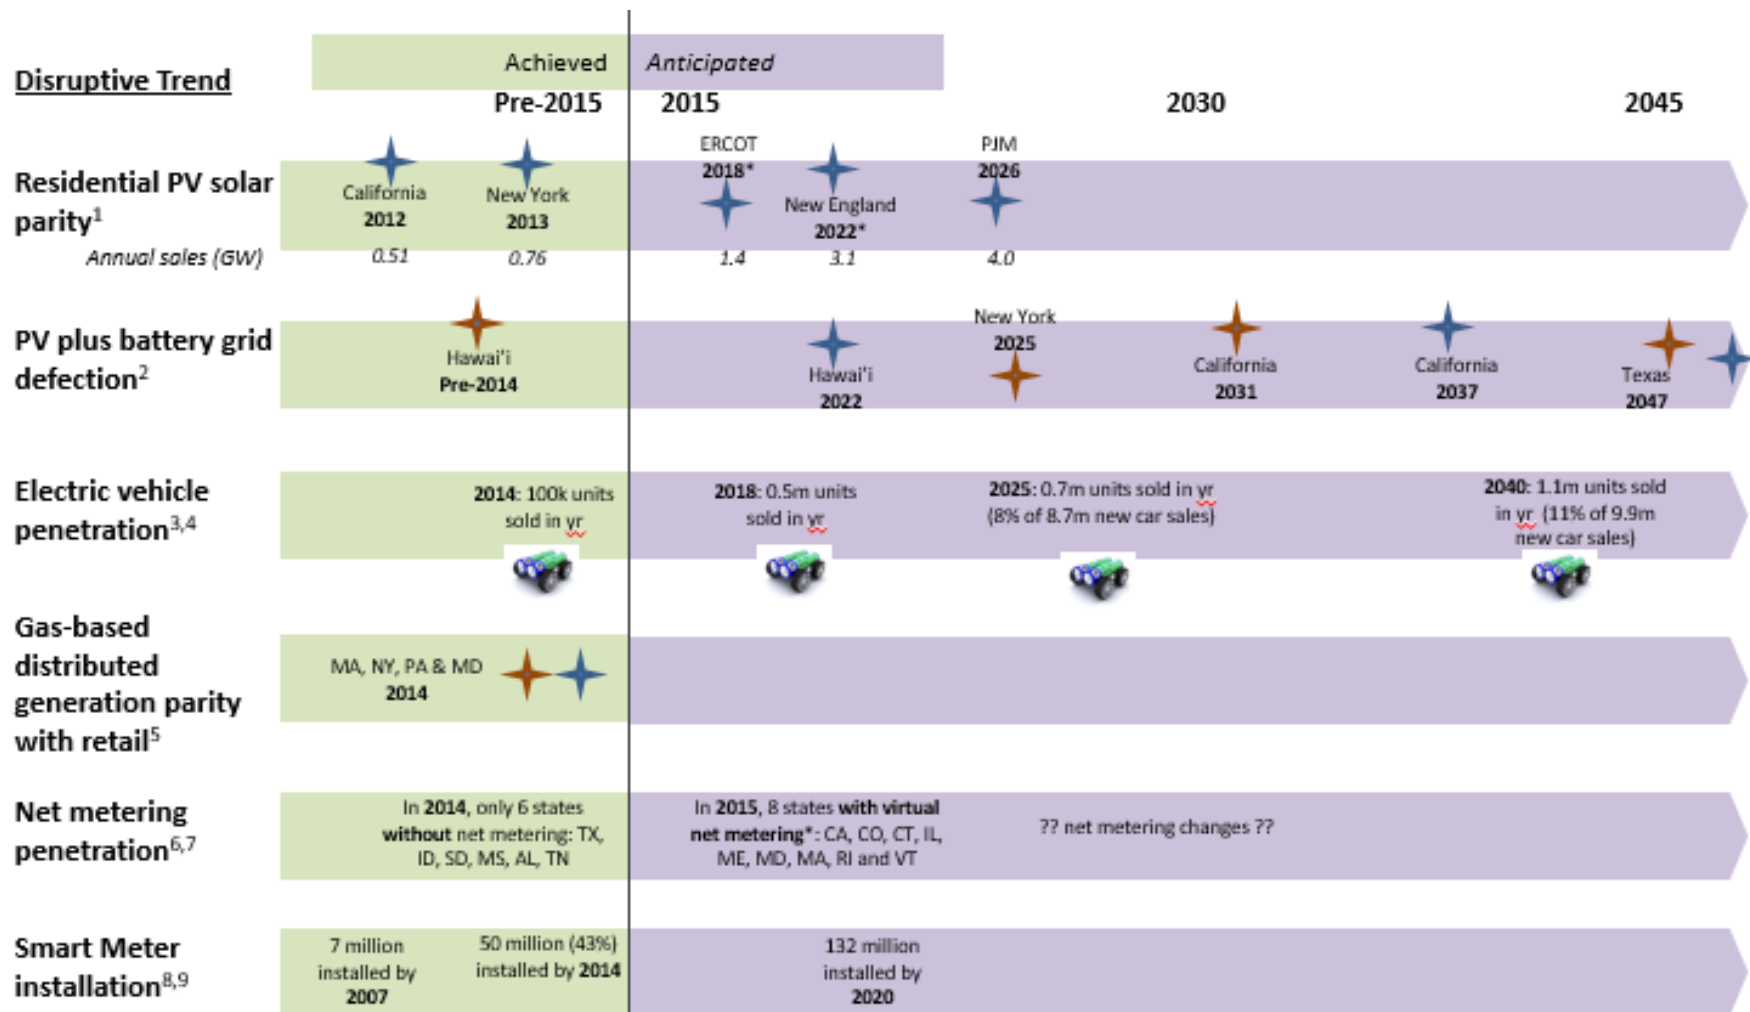 Achieved Anticipated
Disruptive Trend
Pre-2015 2015 2030 2045
Residential PV solar
parity1
Annual sales (GW)
California
2012
0.51
New York
2013
0.76
ERCOT
2018*
1.4
New England
2022*
3.1
PJM
2026
4.0
PV plus battery grid
defection2
Hawai'i
Pre-2014
Hawai'i
2022
New York
2025
California
2031
California
2037
Texas
2047
Electric vehicle
penetration3,4
2014: 100k units
sold in yr
2018: 0.5m units
sold in yr
2025: 0.7m units sold in yr
(8% of 8.7m new car sales)
2040: 1.1m units sold
in yr (11% of 9.9m
new car sales)
Gas-based
distributed
generation parity
with retail5
MA, NY, PA & MD
2014
Net metering
penetration6,7
In 2014, only 6 states
without net metering: TX,
ID, SD, MS, AL, TN
In 2015, 8 states with virtual
net metering*: CA, CO, CT, IL,
ME, MD, MA, RI and VT
?? net metering changes ??
Smart Meter
installation8,9
7 million
installed by
2007
50 million (43%)
installed by 2014
132 million
installed by
2020